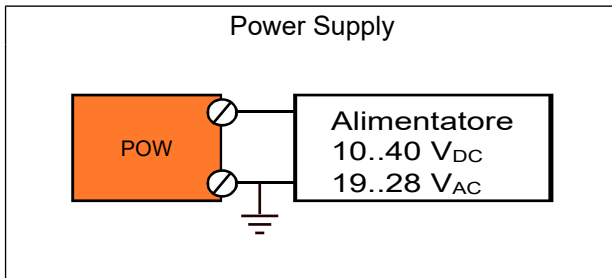 Power Supply
POW
Alimentatore
10..40 VDC
19..28 VAC